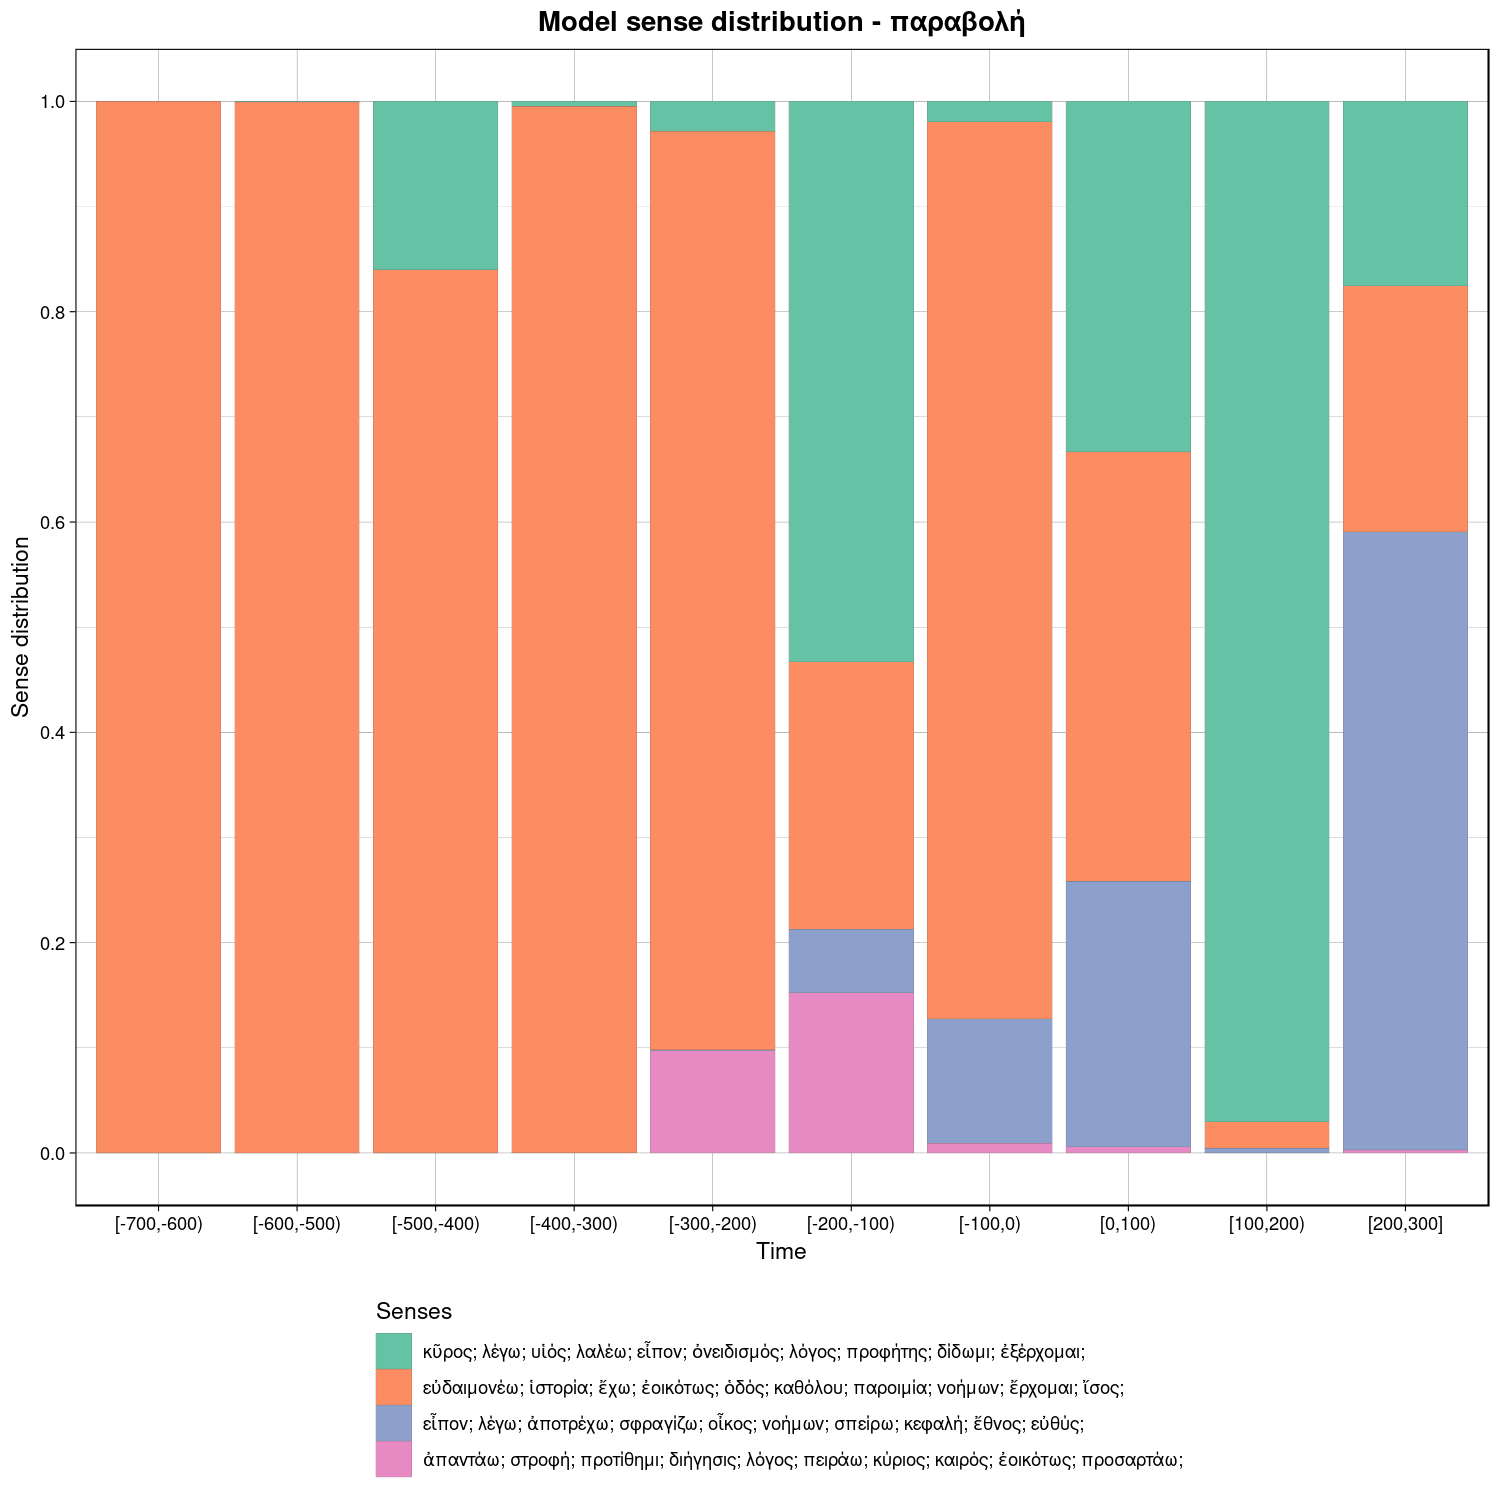 Model sense distribution - παραβολή
Sense distribution
1.0
0.8
0.6
0.4
0.2
0.0
[-700,-600) [-600,-500) [-500,-400) [-400,-300) [-300,-200) [-200,-100) [-100,0) [0,100) [100,200) [200,300]
Time
Senses
κῦρος; λέγω; υἱός; λαλέω; εἶπον; ὀνειδισμός; λόγος; προφήτης; δίδωμι; ἐξέρχομαι;
εὐδαιμονέω; ἱστορία; ἔχω; ἐοικότως; ὁδός; καθόλου; παροιμία; νοήμων; ἔρχομαι; ἴσος;
εἶπον; λέγω; ἀποτρέχω; σφραγίζω; οἶκος; νοήμων; σπείρω; κεφαλή; ἔθνος; εὐθύς;
ἀπαντάω; στροφή; προτίθημι; διήγησις; λόγος; πειράω; κύριος; καιρός; ἐοικότως; προσαρτάω;